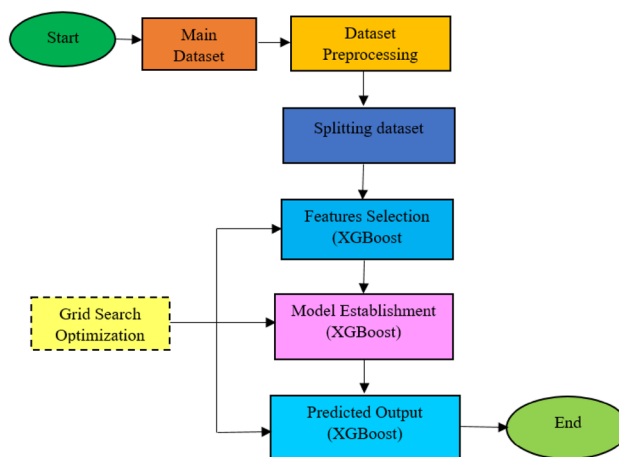 Start
Main
Dataset
Dataset
Preprocessing
Splitting dataset
Features Selection
(XGBoost
Grid Search
Optimization
Model Establishment
(XGBoost)
Predicted Output
(XGBoost)
End